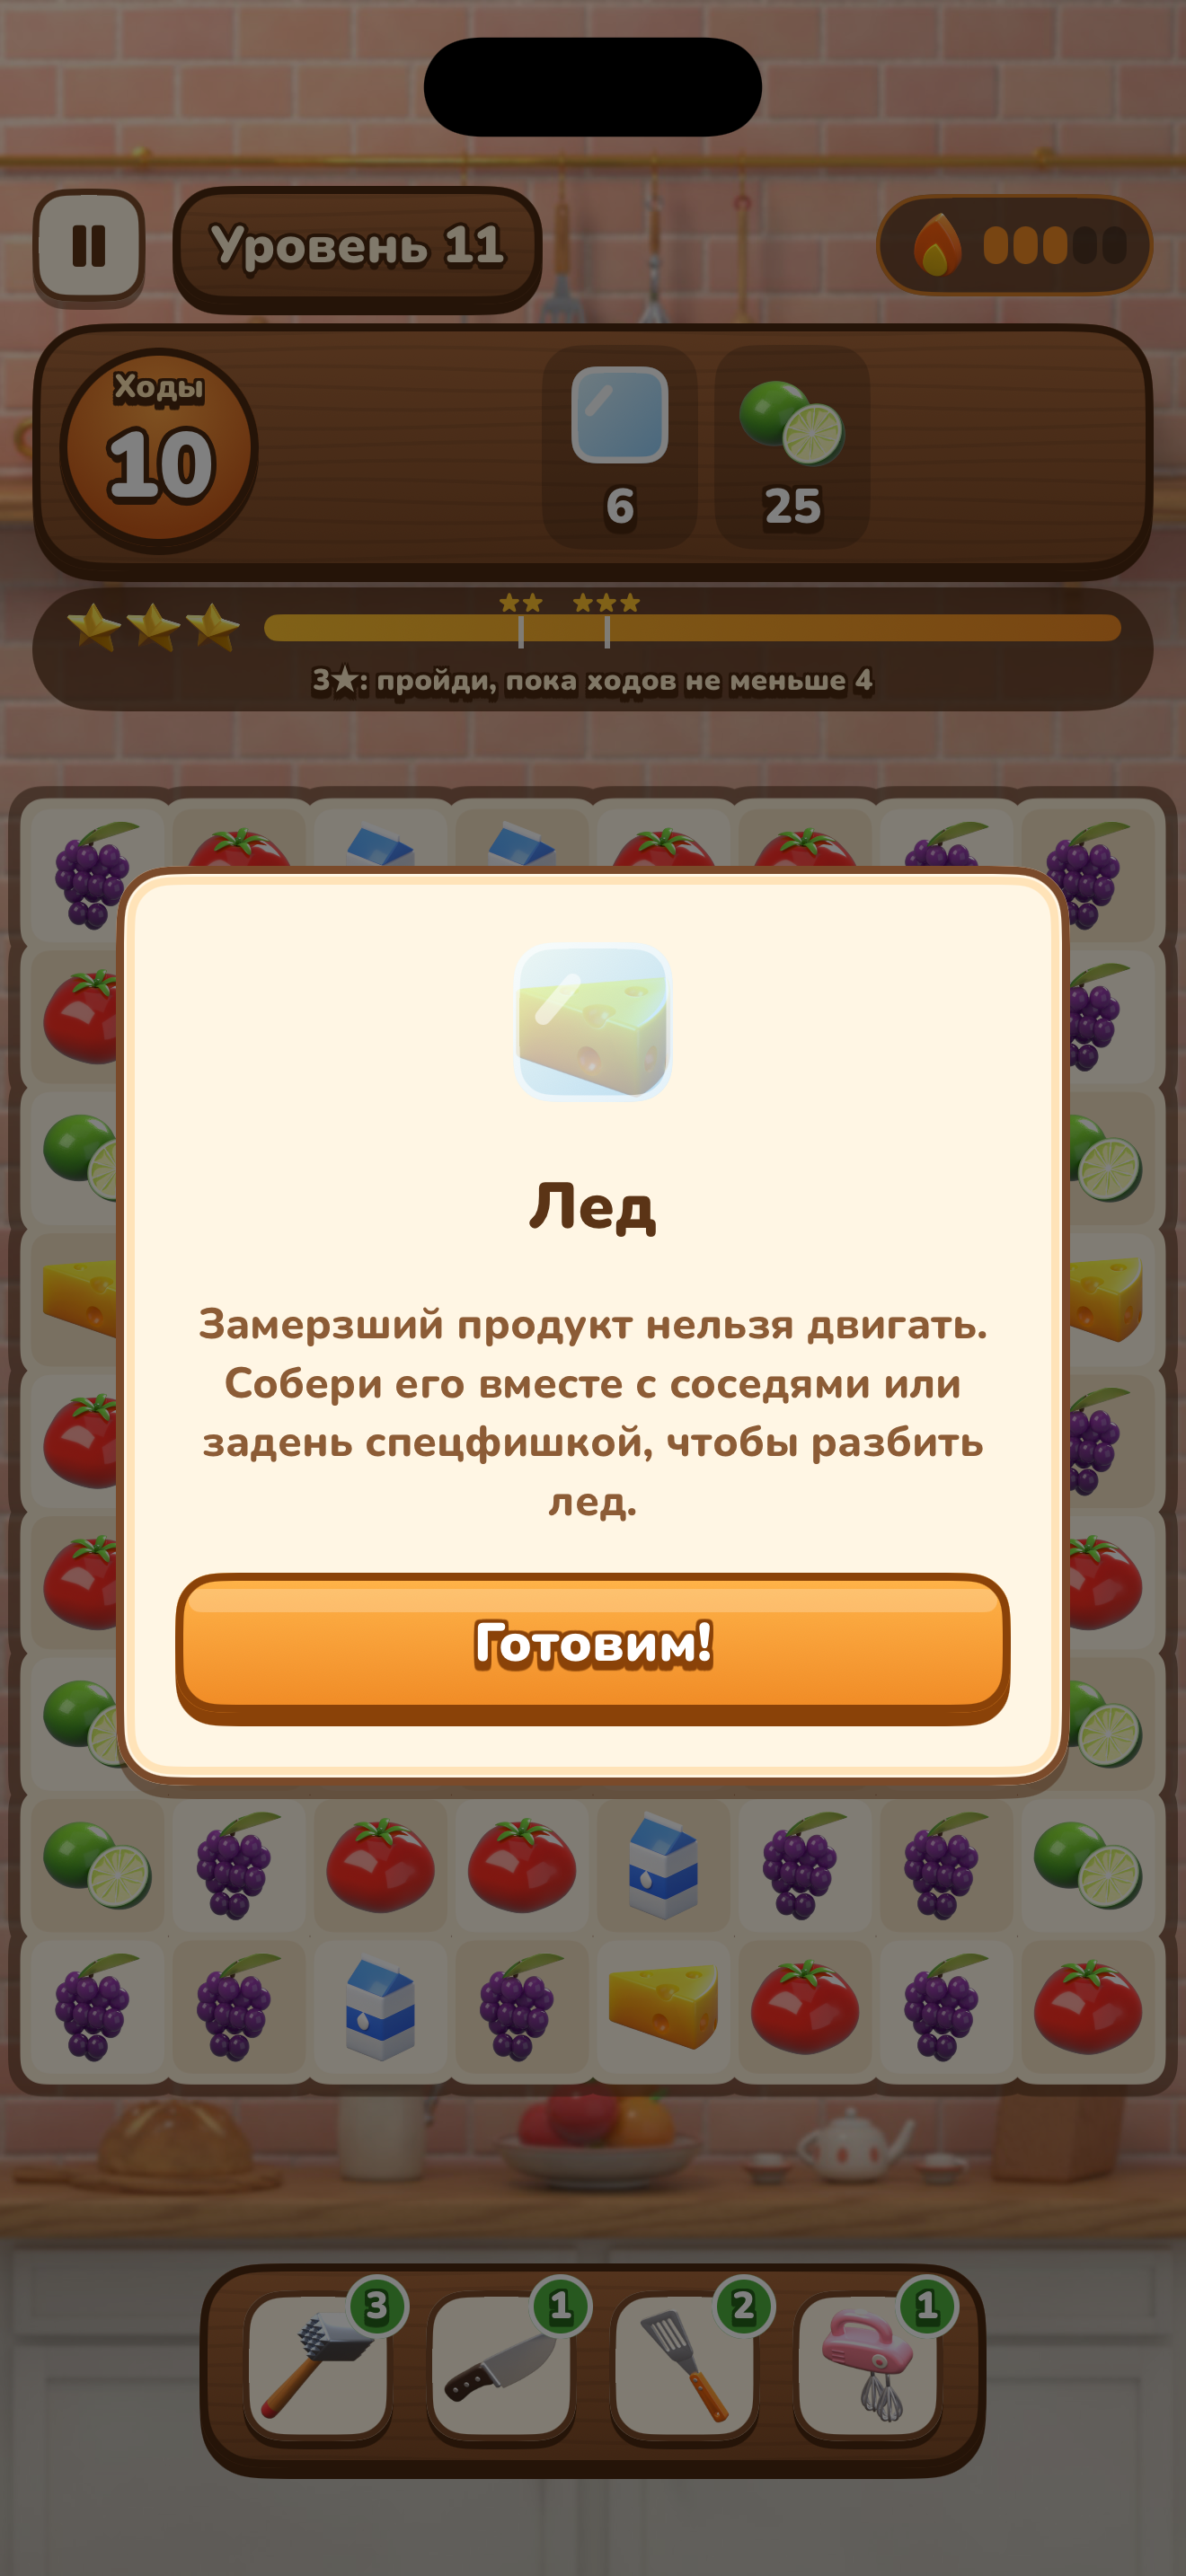 Уровень 11
Ходы
10
6
25
3★: пройди, пока ходов не меньше 4
Лед
Замерзший продукт нельзя двигать.
Собери его вместе с соседями или
задень спецфишкой, чтобы разбить
лед.
Готовим!
3
1
2
1